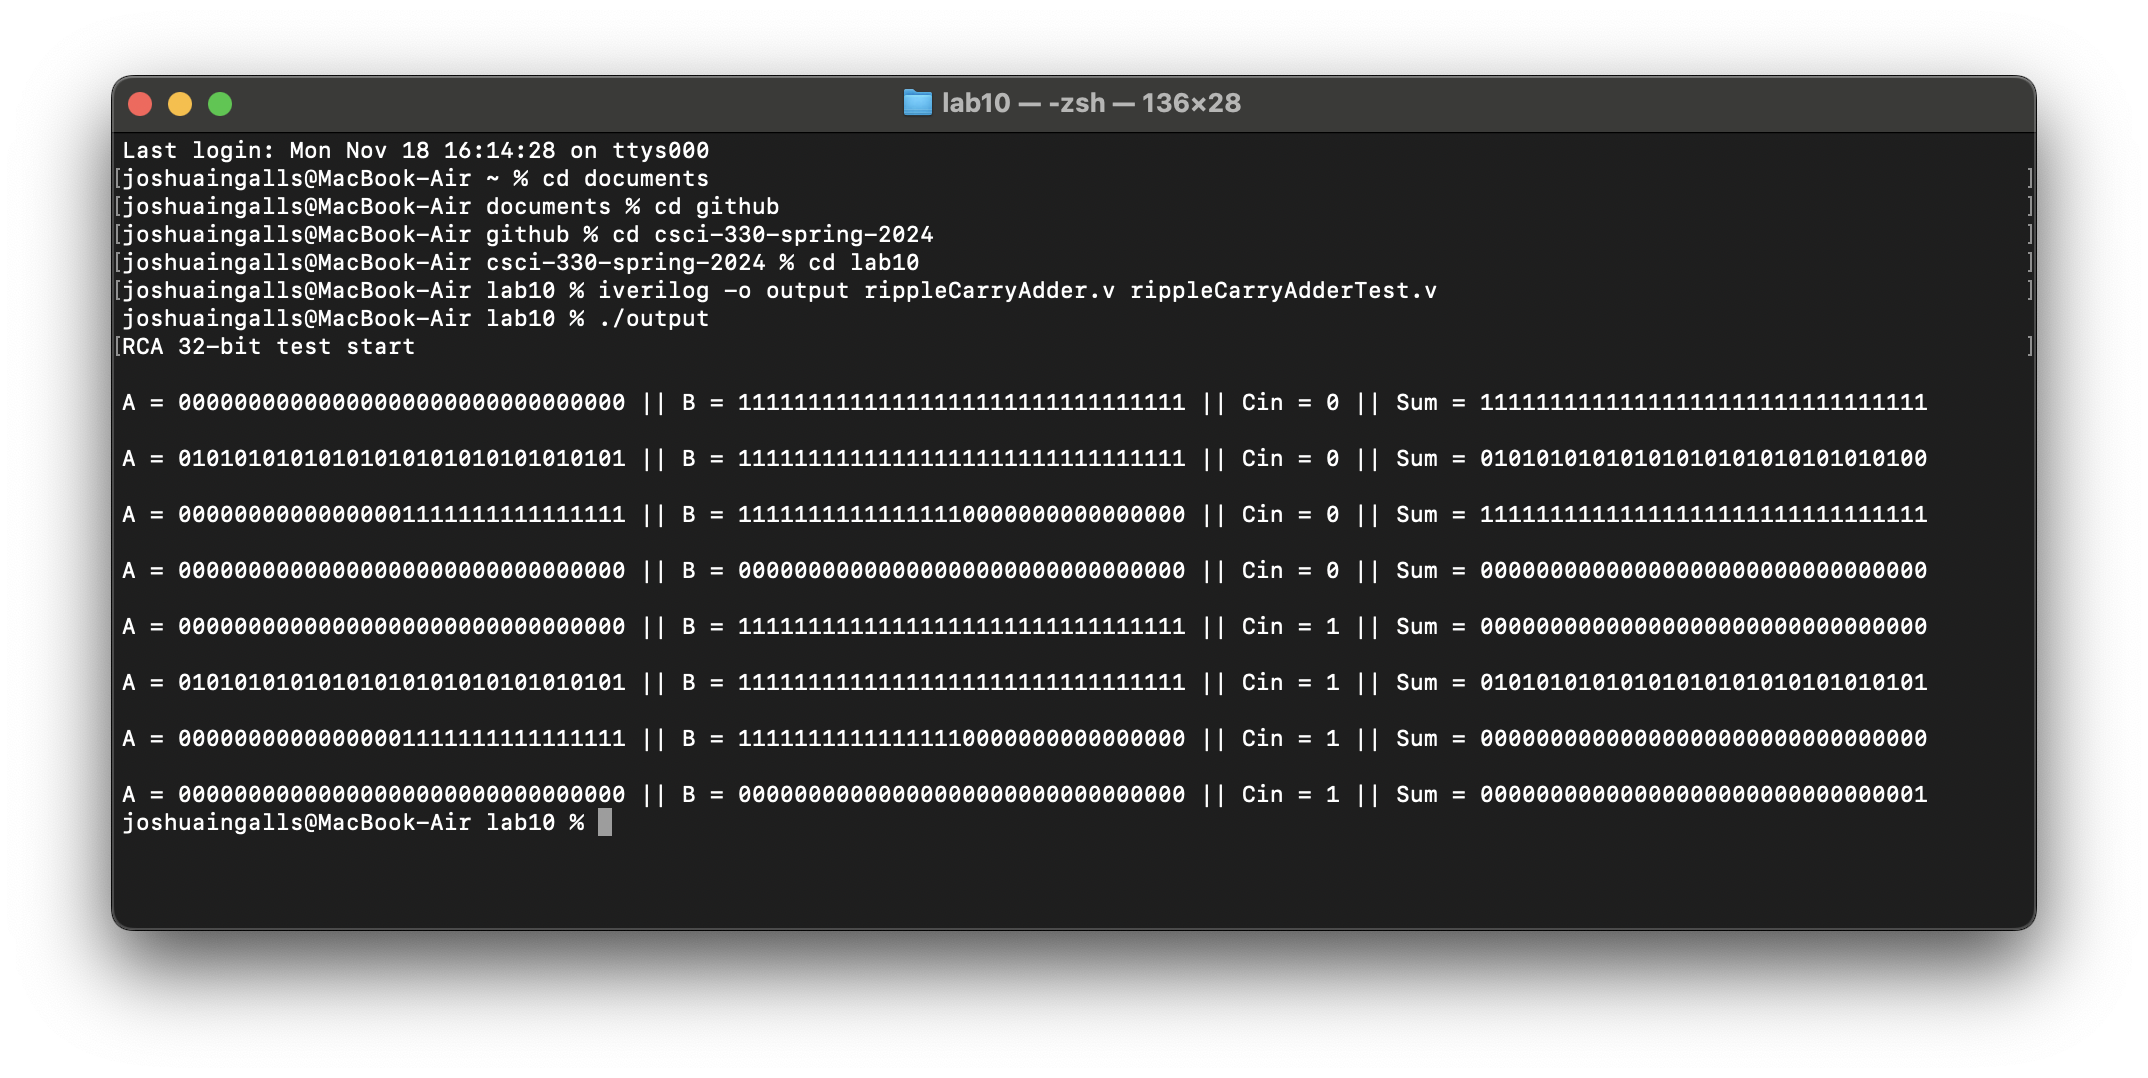 lab10 — -zsh — 136×28
Last login: Mon Nov 18 16:14:28 on ttys000
[joshuaingalls@MacBook-Air ~ % cd documents ]
[joshuaingalls@MacBook-Air documents % cd github ]
[joshuaingalls@MacBook-Air github % cd csci-330-spring-2024 ]
[joshuaingalls@MacBook-Air csci-330-spring-2024 % cd lab10 ]
[joshuaingalls@MacBook-Air lab10 % iverilog -o output rippleCarryAdder.v rippleCarryAdderTest.v ]
joshuaingalls@MacBook-Air lab10 % ./output
[RCA 32-bit test start ]
A = 00000000000000000000000000000000 || B = 11111111111111111111111111111111 || Cin = 0 || Sum = 11111111111111111111111111111111
A = 01010101010101010101010101010101 || B = 11111111111111111111111111111111 || Cin = 0 || Sum = 01010101010101010101010101010100
A = 00000000000000001111111111111111 || B = 11111111111111110000000000000000 || Cin = 0 || Sum = 11111111111111111111111111111111
A = 00000000000000000000000000000000 || B = 00000000000000000000000000000000 || Cin = 0 || Sum = 00000000000000000000000000000000
A = 00000000000000000000000000000000 || B = 11111111111111111111111111111111 || Cin = 1 || Sum = 00000000000000000000000000000000
A = 01010101010101010101010101010101 || B = 11111111111111111111111111111111 || Cin = 1 || Sum = 01010101010101010101010101010101
A = 00000000000000001111111111111111 || B = 11111111111111110000000000000000 || Cin = 1 || Sum = 00000000000000000000000000000000
A = 00000000000000000000000000000000 || B = 00000000000000000000000000000000 || Cin = 1 || Sum = 00000000000000000000000000000001
joshuaingalls@MacBook-Air lab10 %